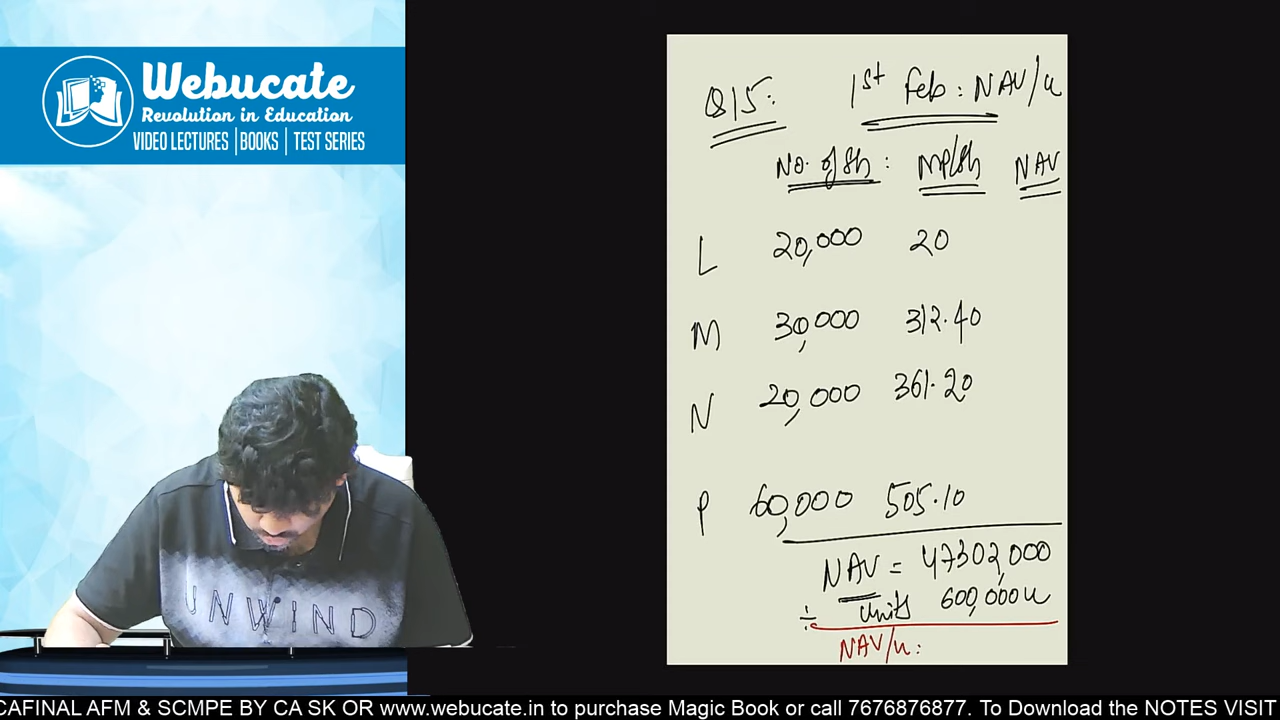 Webucate
Revolution in Education
VIDEO LECTURES | BOOKS | TEST SERIES
Q15: 1st Feb: NAV/u
No. of Sh: MP/Sh NAV
L 20,000 20
M 30,000 312.40
N 20,000 361.20
P 60,000 505.10
NAV = 47302,000
÷ Units 600,000u
NAV/u:
UNWIND
CAFINAL AFM & SCMPE BY CA SK OR www.webucate.in to purchase Magic Book or call 7676876877. To Download the NOTES VISIT